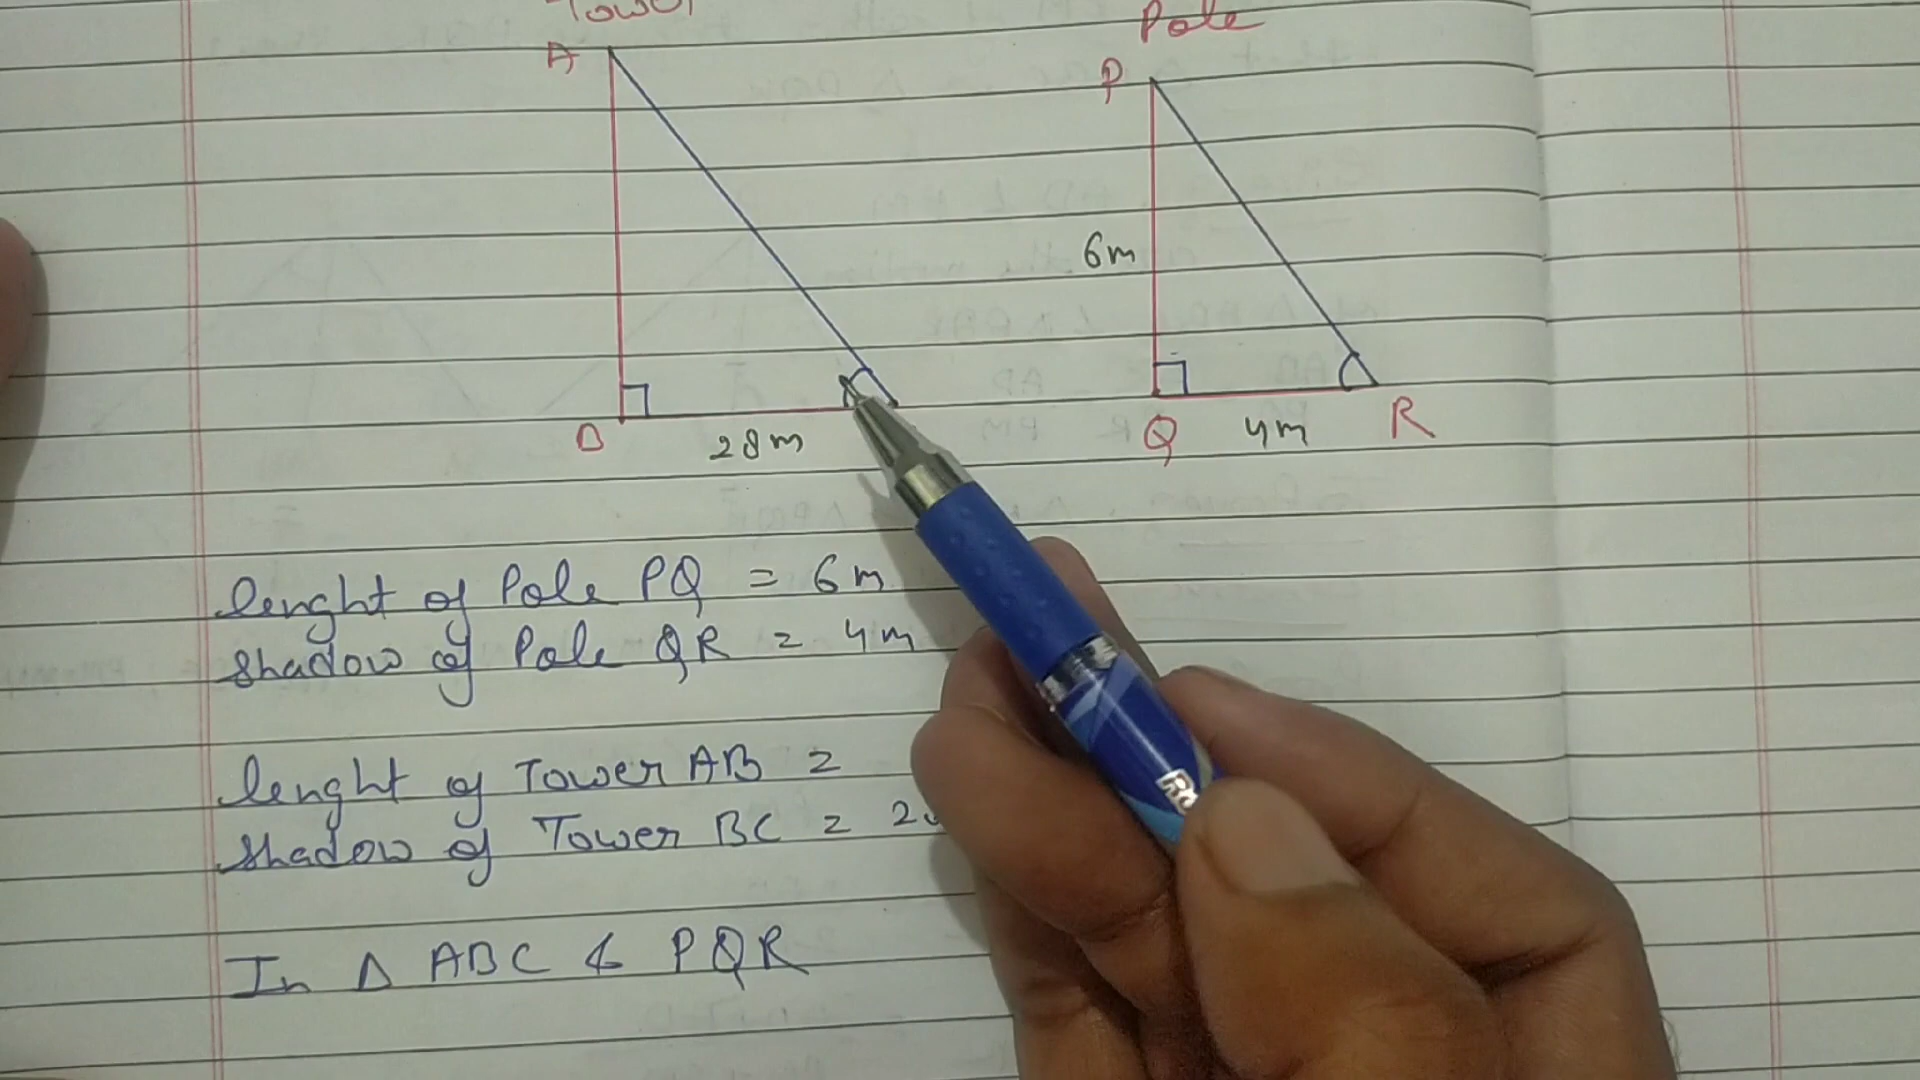 Tower
Pole
A
P
6m
B
28m
Q
4m
R
lenght of Pole PQ = 6m
Shadow of Pole QR = 4m
lenght of Tower AB =
Shadow of Tower BC = 2
In Δ ABC & PQR